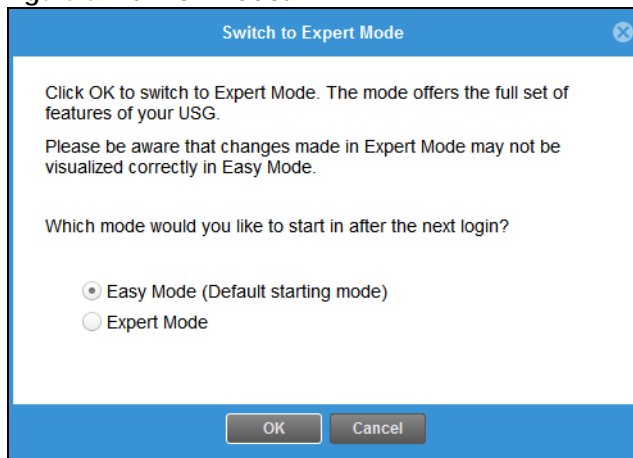 Switch to Expert Mode
Click OK to switch to Expert Mode. The mode offers the full set of
features of your USG.
Please be aware that changes made in Expert Mode may not be
visualized correctly in Easy Mode.
Which mode would you like to start in after the next login?
Easy Mode (Default starting mode)
Expert Mode
OK Cancel